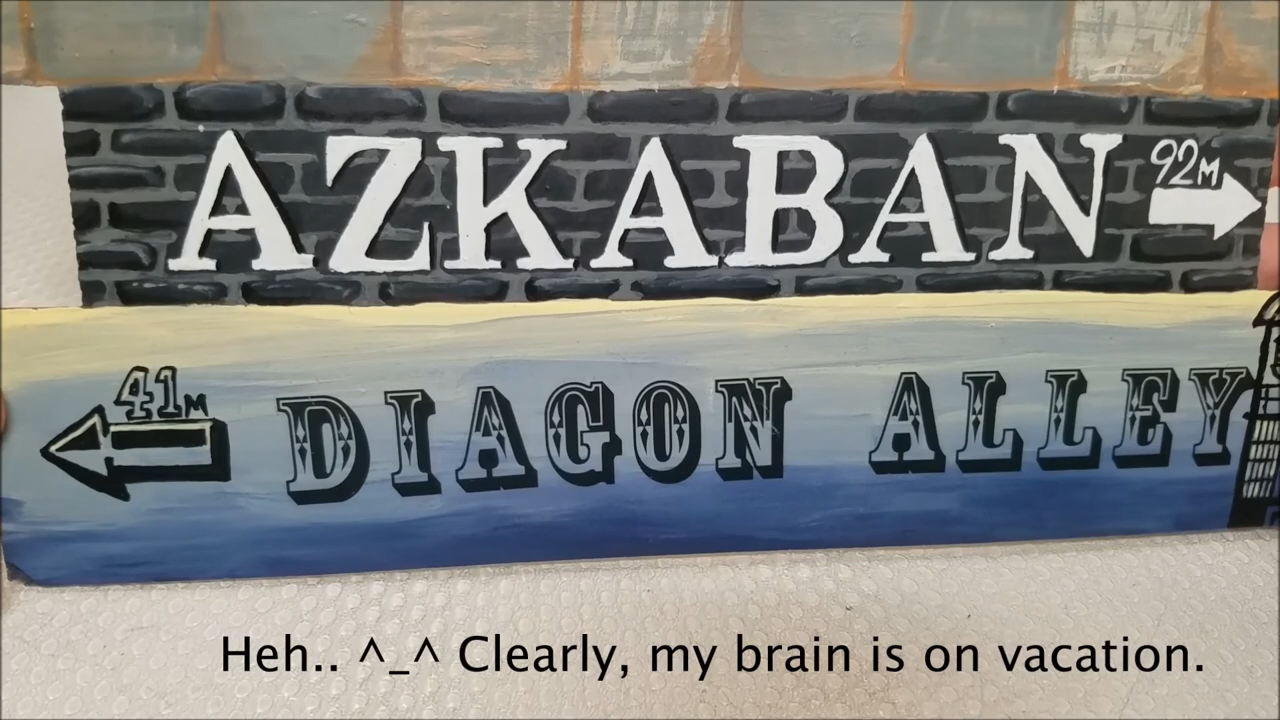 AZKABAN 92M
41M DIAGON ALLEY
Heh.. ^_^ Clearly, my brain is on vacation.